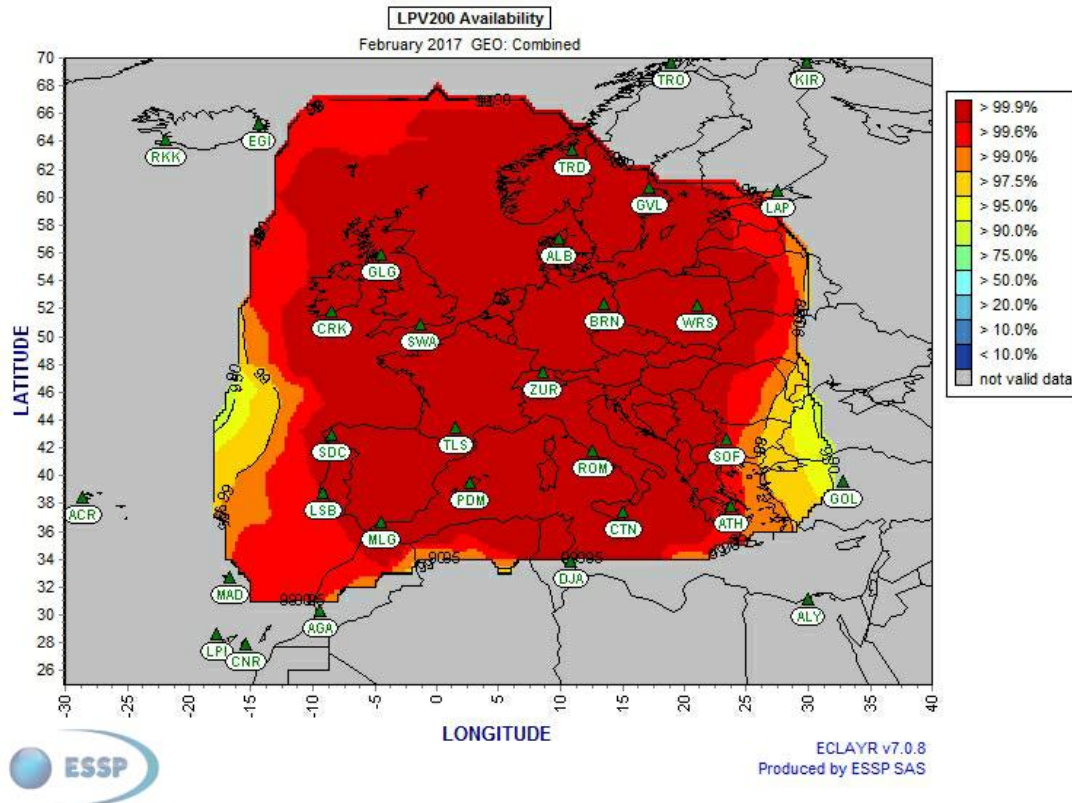 LPV200 Availability
February 2017 GEO: Combined
70
68
66
64
62
60
58
56
54
52
50
48
46
44
42
40
38
36
34
32
30
28
26
LATITUDE
TRO
KIR
EGI
RKK
TRD
GVL
LAP
ALB
GLG
CRK
SWA
BRN
WRS
ZUR
SDC
TLS
ROM
SOF
GOL
ACR
LSB
PDM
MLG
CTN
ATH
MAD
DJA
AGA
ALY
LPI
CNR
-30
-25
-20
-15
-10
-5
0
5
10
15
20
25
30
35
40
LONGITUDE
> 99.9%
> 99.6%
> 99.0%
> 97.5%
> 95.0%
> 90.0%
> 75.0%
> 50.0%
> 20.0%
> 10.0%
< 10.0%
not valid data
ESSP
ECLAYR v7.0.8
Produced by ESSP SAS